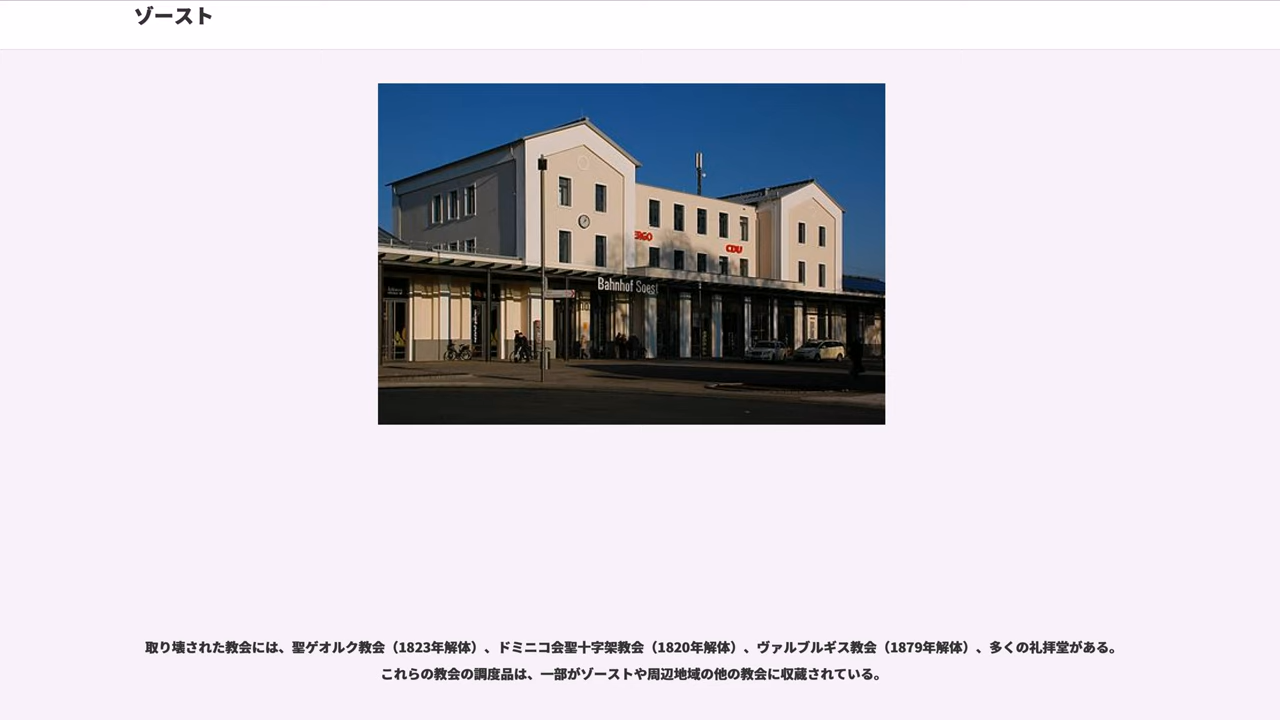 ゾースト
ERGO
CDU
Bahnhof Soest
取り壊された教会には、聖ゲオルク教会（1823年解体）、ドミニコ会聖十字架教会（1820年解体）、ヴァルブルギス教会（1879年解体）、多くの礼拝堂がある。
これらの教会の調度品は、一部がゾーストや周辺地域の他の教会に収蔵されている。